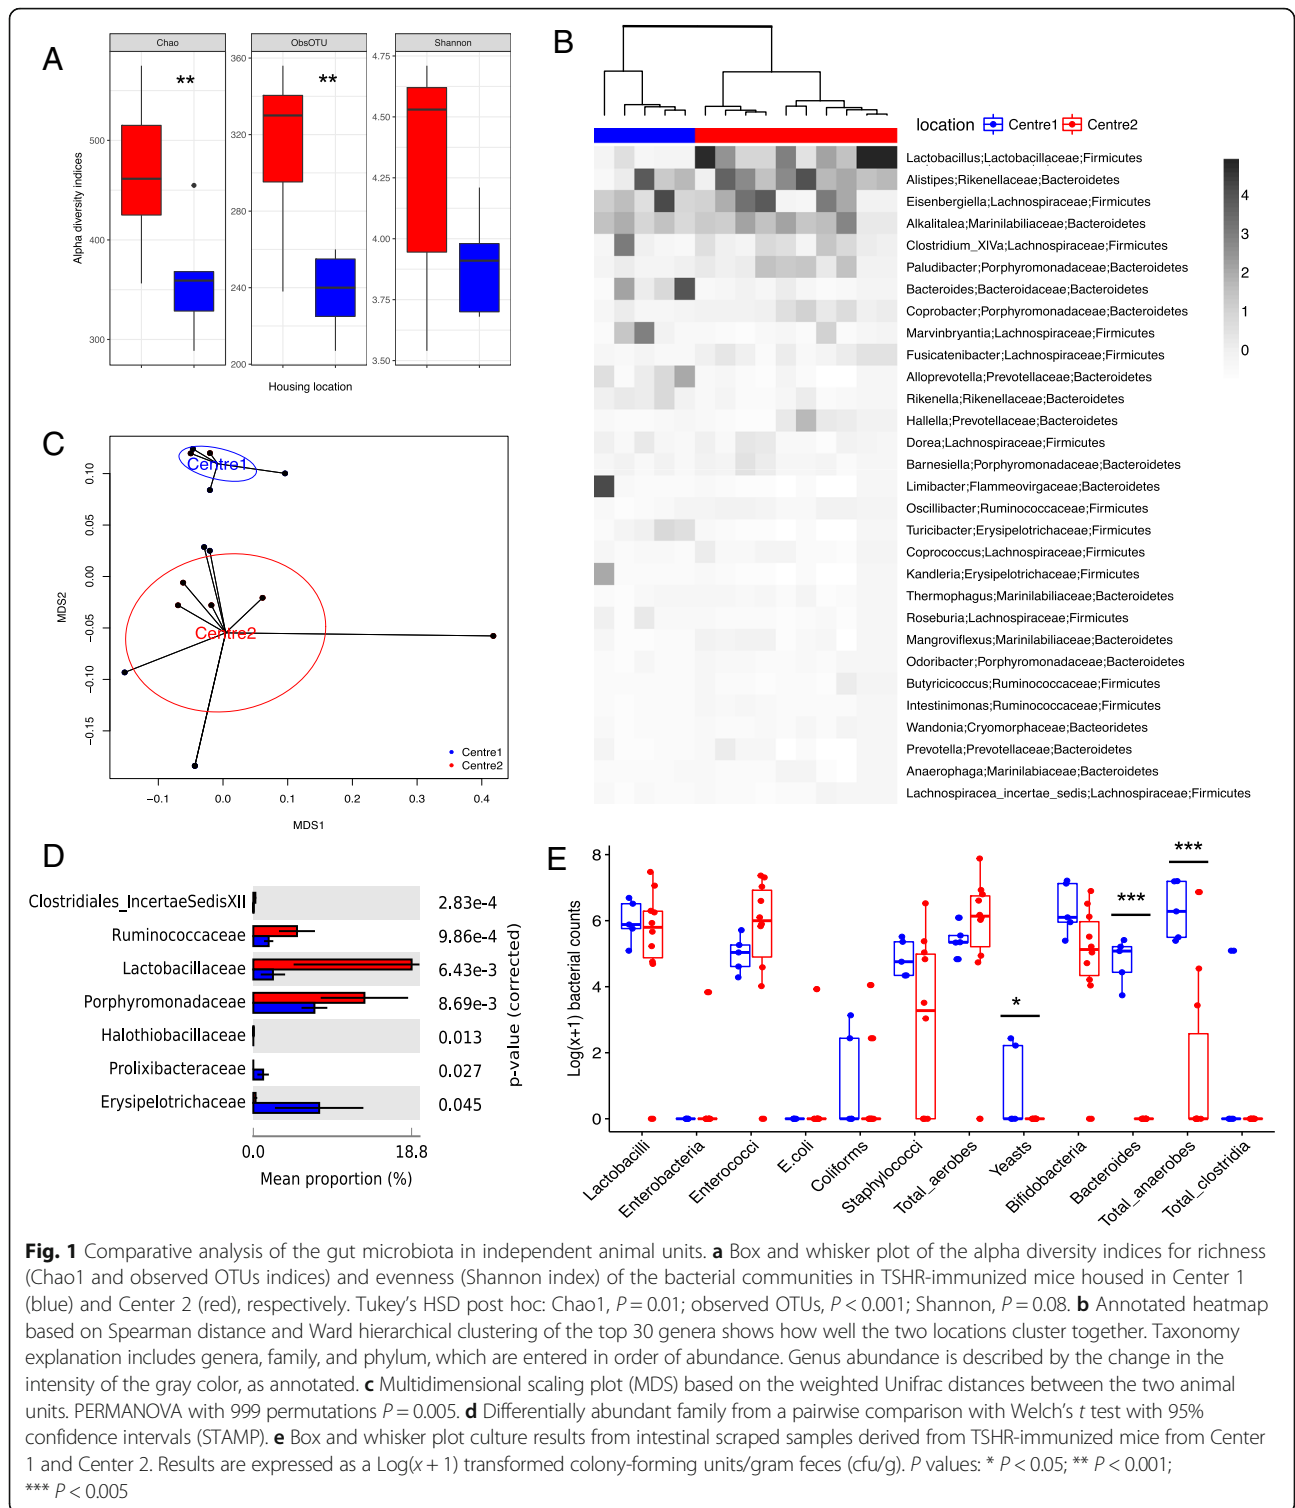 A
Chao
ObsOTU
Shannon
**
**
500
400
300
360
320
280
240
200
4.75
4.50
4.25
4.00
3.75
3.50
Alpha diversity indices
Housing location
B
location Centre1 Centre2
Lactobacillus;Lactobacillaceae;Firmicutes
Alistipes;Rikenellaceae;Bacteroidetes
Eisenbergiella;Lachnospiraceae;Firmicutes
Alkalitalea;Marinilabiliaceae;Bacteroidetes
Clostridium_XIVa;Lachnospiraceae;Firmicutes
Paludibacter;Porphyromonadaceae;Bacteroidetes
Bacteroides;Bacteroidaceae;Bacteroidetes
Coprobacter;Porphyromonadaceae;Bacteroidetes
Marvinbryantia;Lachnospiraceae;Firmicutes
Fusicatenibacter;Lachnospiraceae;Firmicutes
Alloprevotella;Prevotellaceae;Bacteroidetes
Rikenella;Rikenellaceae;Bacteroidetes
Hallella;Prevotellaceae;Bacteroidetes
Dorea;Lachnospiraceae;Firmicutes
Barnesiella;Porphyromonadaceae;Bacteroidetes
Limibacter;Flammeovirgaceae;Bacteroidetes
Oscillibacter;Ruminococcaceae;Firmicutes
Turicibacter;Erysipelotrichaceae;Firmicutes
Coprococcus;Lachnospiraceae;Firmicutes
Kandleria;Erysipelotrichaceae;Firmicutes
Thermophagus;Marinilabiliaceae;Bacteroidetes
Roseburia;Lachnospiraceae;Firmicutes
Mangroviflexus;Marinilabiliaceae;Bacteroidetes
Odoribacter;Porphyromonadaceae;Bacteroidetes
Butyricicoccus;Ruminococcaceae;Firmicutes
Intestinimonas;Ruminococcaceae;Firmicutes
Wandonia;Cryomorphaceae;Bacteoridetes
Prevotella;Prevotellaceae;Bacteroidetes
Anaerophaga;Marinilabiaceae;Bacteroidetes
Lachnospiracea_incertae_sedis;Lachnospiraceae;Firmicutes
4
3
2
1
0
C
Centre1
Centre2
0.10
0.05
0.00
−0.05
−0.10
−0.15
MDS2
Centre1
Centre2
−0.1 0.0 0.1 0.2 0.3 0.4
MDS1
D
Clostridiales_IncertaeSedisXII 2.83e-4
Ruminococcaceae 9.86e-4
Lactobacillaceae 6.43e-3
Porphyromonadaceae 8.69e-3
Halothiobacillaceae 0.013
Prolixibacteraceae 0.027
Erysipelotrichaceae 0.045
p-value (corrected)
0.0 18.8
Mean proportion (%)
E
8
6
4
2
0
Log(x+1) bacterial counts
*
***
***
Lactobacilli
Enterobacteria
Enterococci
E.coli
Coliforms
Staphylococci
Total_aerobes
Yeasts
Bifidobacteria
Bacteroides
Total_anaerobes
Total_clostridia
Fig. 1 Comparative analysis of the gut microbiota in independent animal units. a Box and whisker plot of the alpha diversity indices for richness
(Chao1 and observed OTUs indices) and evenness (Shannon index) of the bacterial communities in TSHR-immunized mice housed in Center 1
(blue) and Center 2 (red), respectively. Tukey's HSD post hoc: Chao1, P = 0.01; observed OTUs, P < 0.001; Shannon, P = 0.08. b Annotated heatmap
based on Spearman distance and Ward hierarchical clustering of the top 30 genera shows how well the two locations cluster together. Taxonomy
explanation includes genera, family, and phylum, which are entered in order of abundance. Genus abundance is described by the change in the
intensity of the gray color, as annotated. c Multidimensional scaling plot (MDS) based on the weighted Unifrac distances between the two animal
units. PERMANOVA with 999 permutations P = 0.005. d Differentially abundant family from a pairwise comparison with Welch's t test with 95%
confidence intervals (STAMP). e Box and whisker plot culture results from intestinal scraped samples derived from TSHR-immunized mice from Center
1 and Center 2. Results are expressed as a Log(x + 1) transformed colony-forming units/gram feces (cfu/g). P values: * P < 0.05; ** P < 0.001;
*** P < 0.005